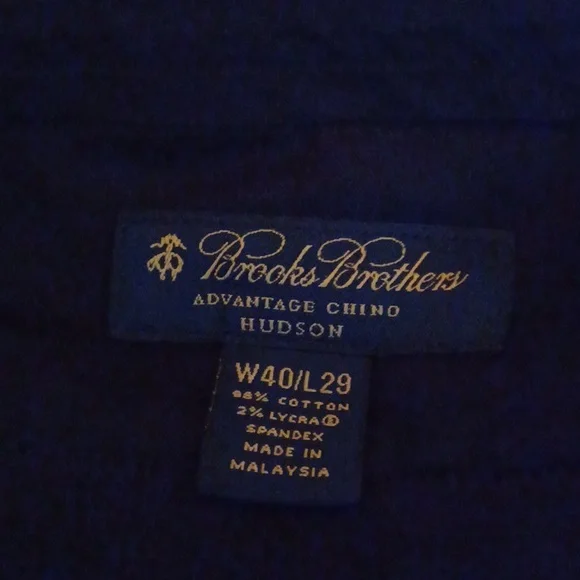 Brooks Brothers
ADVANTAGE CHINO
HUDSON
W40/L29
98% COTTON
2% LYCRA®
SPANDEX
MADE IN
MALAYSIA